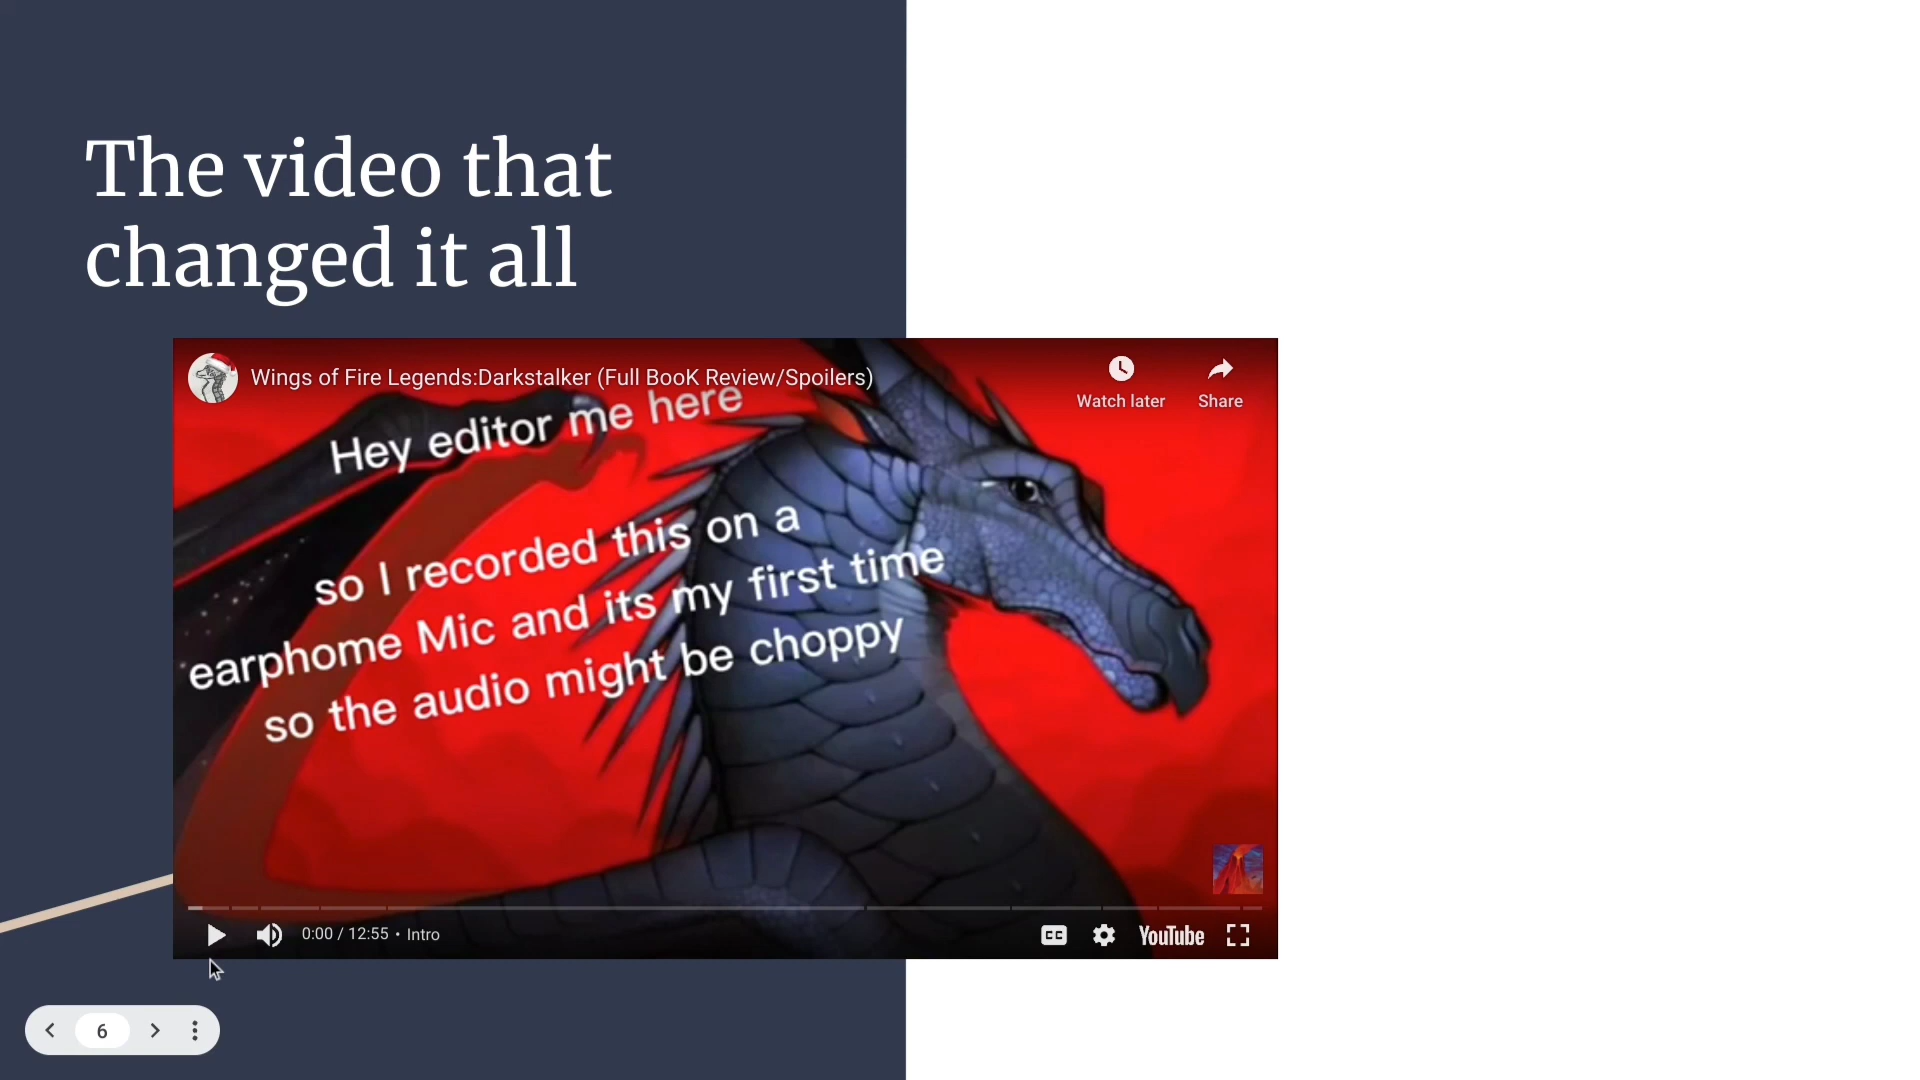 The video that
changed it all
Wings of Fire Legends:Darkstalker (Full BooK Review/Spoilers)
Watch later
Share
Hey editor me here
so I recorded this on a
earphome Mic and its my first time
so the audio might be choppy
0:00 / 12:55 • Intro
CC
YouTube
6